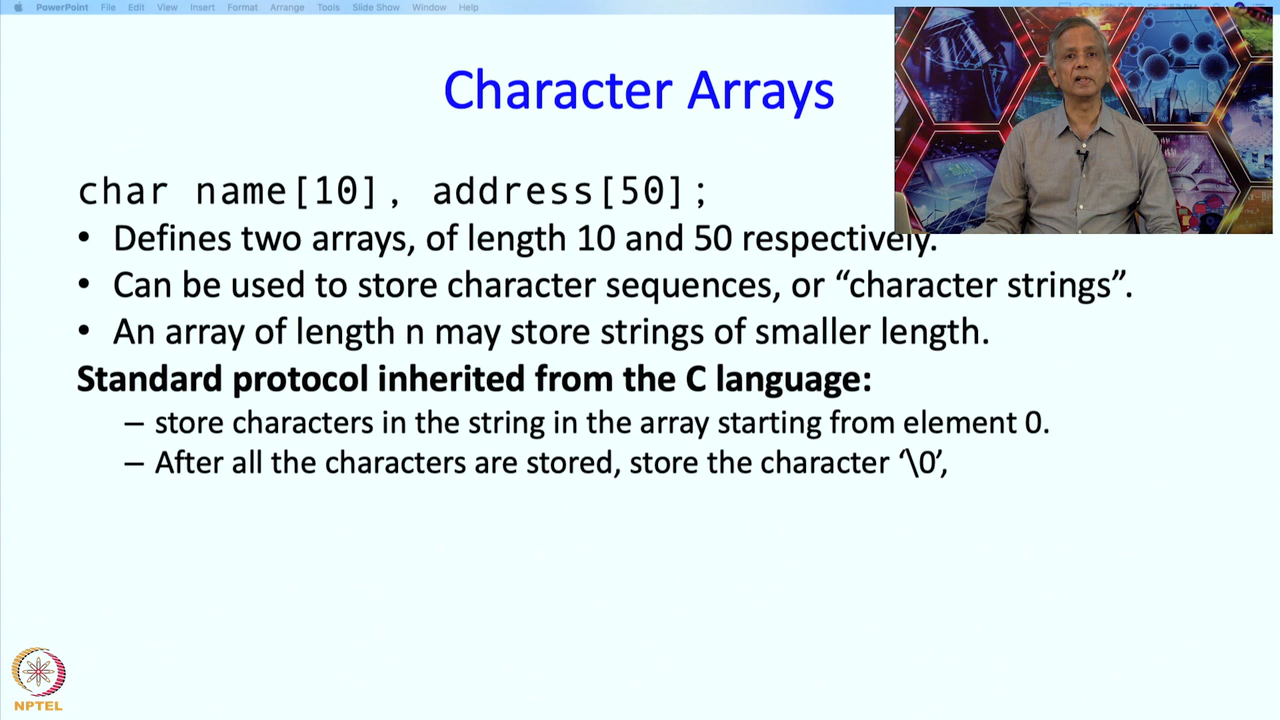 PowerPoint File Edit View Insert Format Arrange Tools Slide Show Window Help
Character Arrays
char name[10], address[50];
• Defines two arrays, of length 10 and 50 respectively.
• Can be used to store character sequences, or “character strings”.
• An array of length n may store strings of smaller length.
Standard protocol inherited from the C language:
– store characters in the string in the array starting from element 0.
– After all the characters are stored, store the character ‘\0’,
NPTEL